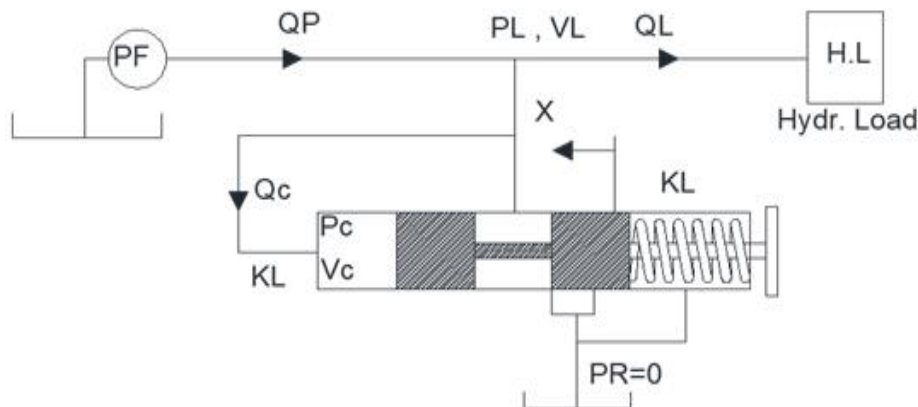 QP
PL , VL
QL
PF
H.L
Hydr. Load
X
Qc
KL
Pc
Vc
KL
PR=0